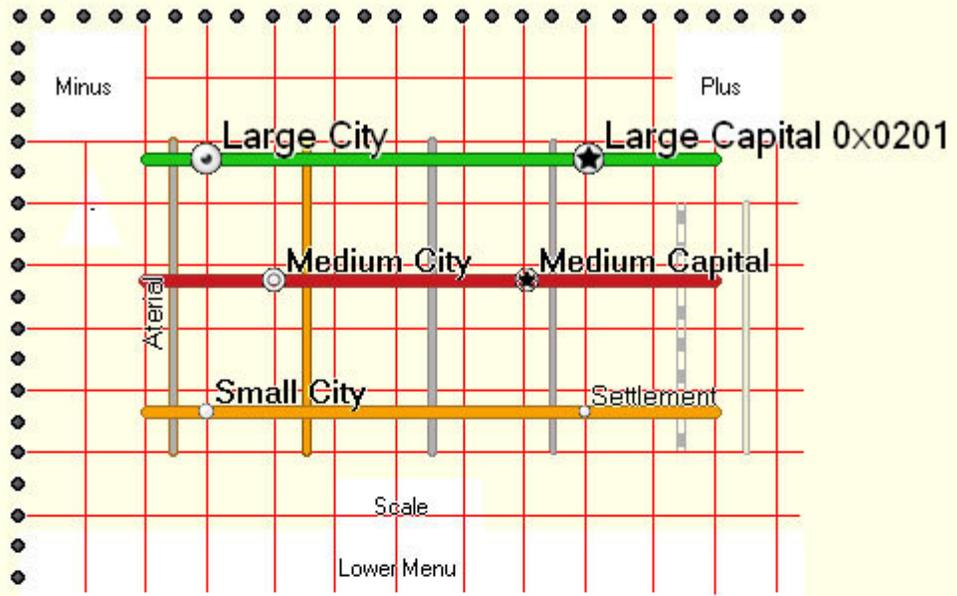 Minus
Plus
Large City
Large Capital 0x0201
Medium City
Medium Capital
Aterial
Small City
Settlement
Scale
Lower Menu